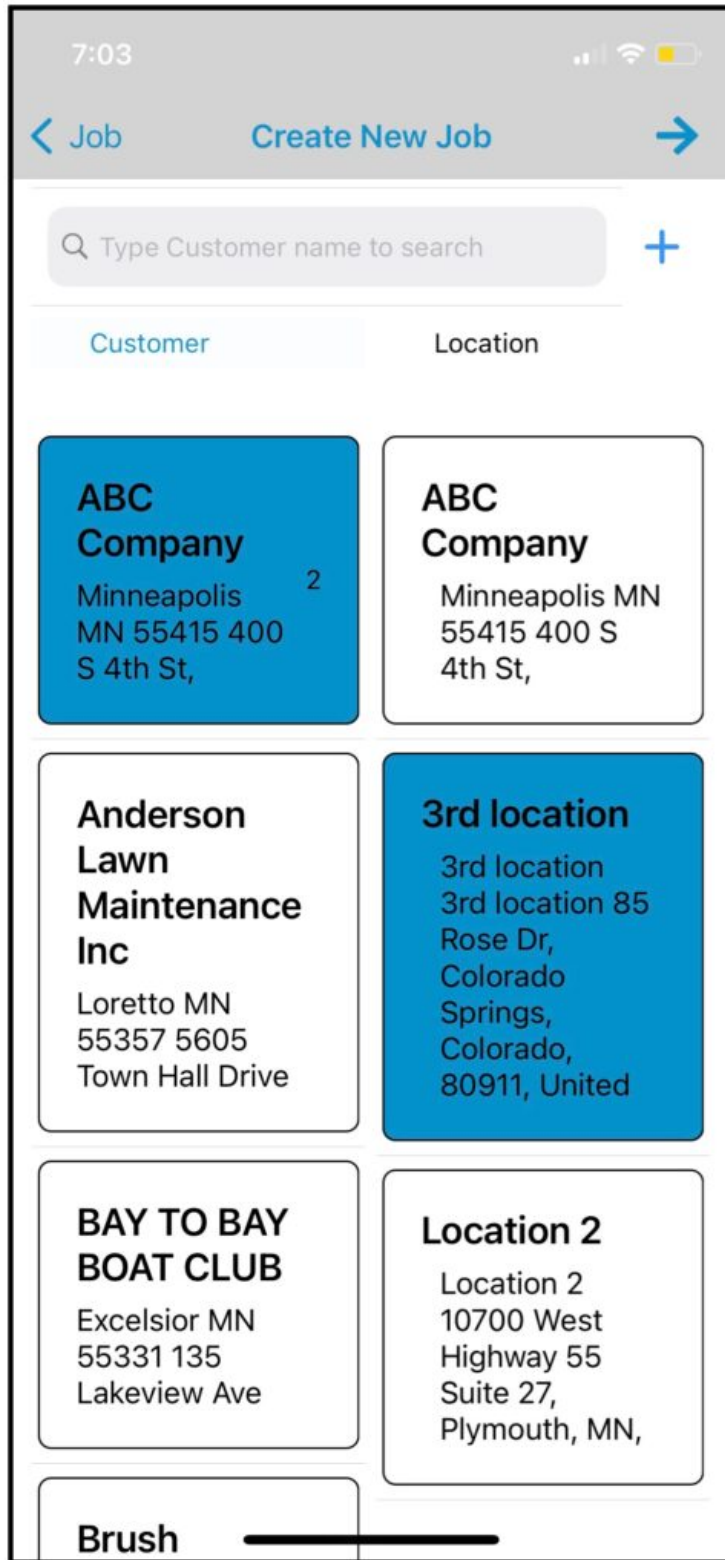 7:03
Job
Create New Job
Type Customer name to search
Customer
Location
ABC
Company
Minneapolis
MN 55415 400
S 4th St,
2
Anderson
Lawn
Maintenance
Inc
Loretto MN
55357 5605
Town Hall Drive
BAY TO BAY
BOAT CLUB
Excelsior MN
55331 135
Lakeview Ave
Brush
ABC
Company
Minneapolis MN
55415 400 S
4th St,
3rd location
3rd location
3rd location 85
Rose Dr,
Colorado
Springs,
Colorado,
80911, United
Location 2
Location 2
10700 West
Highway 55
Suite 27,
Plymouth, MN,